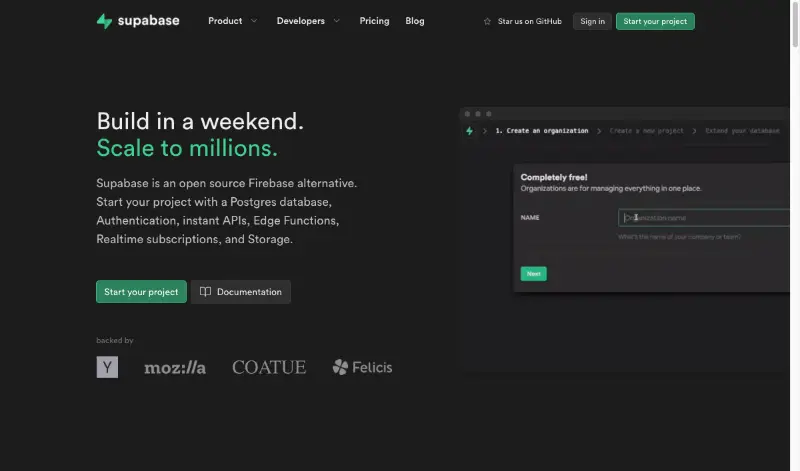 supabase
Product
Developers
Pricing
Blog
Star us on GitHub
Sign in
Start your project
Build in a weekend.
Scale to millions.
Supabase is an open source Firebase alternative.
Start your project with a Postgres database,
Authentication, instant APIs, Edge Functions,
Realtime subscriptions, and Storage.
Start your project
Documentation
backed by
Y
moz://a
COATUE
Felicis
1. Create an organization
Create a new project
Extend your database
Completely free!
Organizations are for managing everything in one place.
NAME
Organization name
What's the name of your company or team?
Next